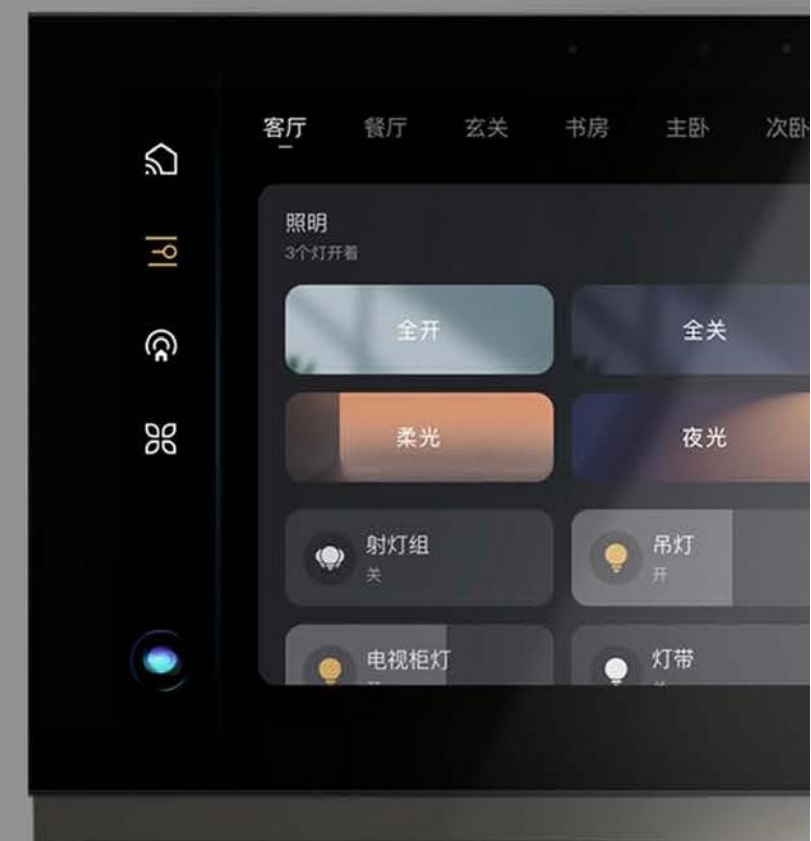 客厅 餐厅 玄关 书房 主卧 次卧
照明
3个灯开着
全开 全关
柔光 夜光
射灯组 吊灯
关 开
电视柜灯 灯带